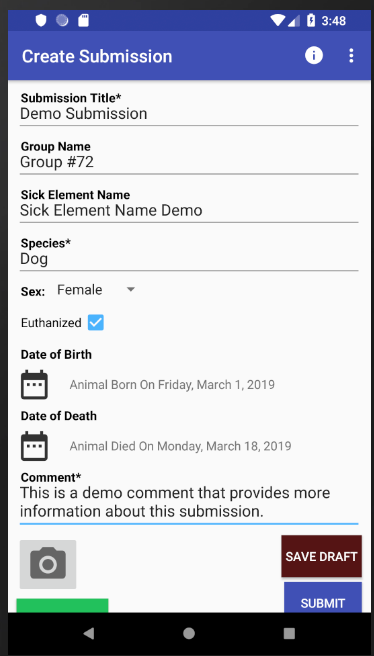 3:48
Create Submission
Submission Title*
Demo Submission
Group Name
Group #72
Sick Element Name
Sick Element Name Demo
Species*
Dog
Sex: Female
Euthanized
Date of Birth
Animal Born On Friday, March 1, 2019
Date of Death
Animal Died On Monday, March 18, 2019
Comment*
This is a demo comment that provides more
information about this submission.
SAVE DRAFT
SUBMIT